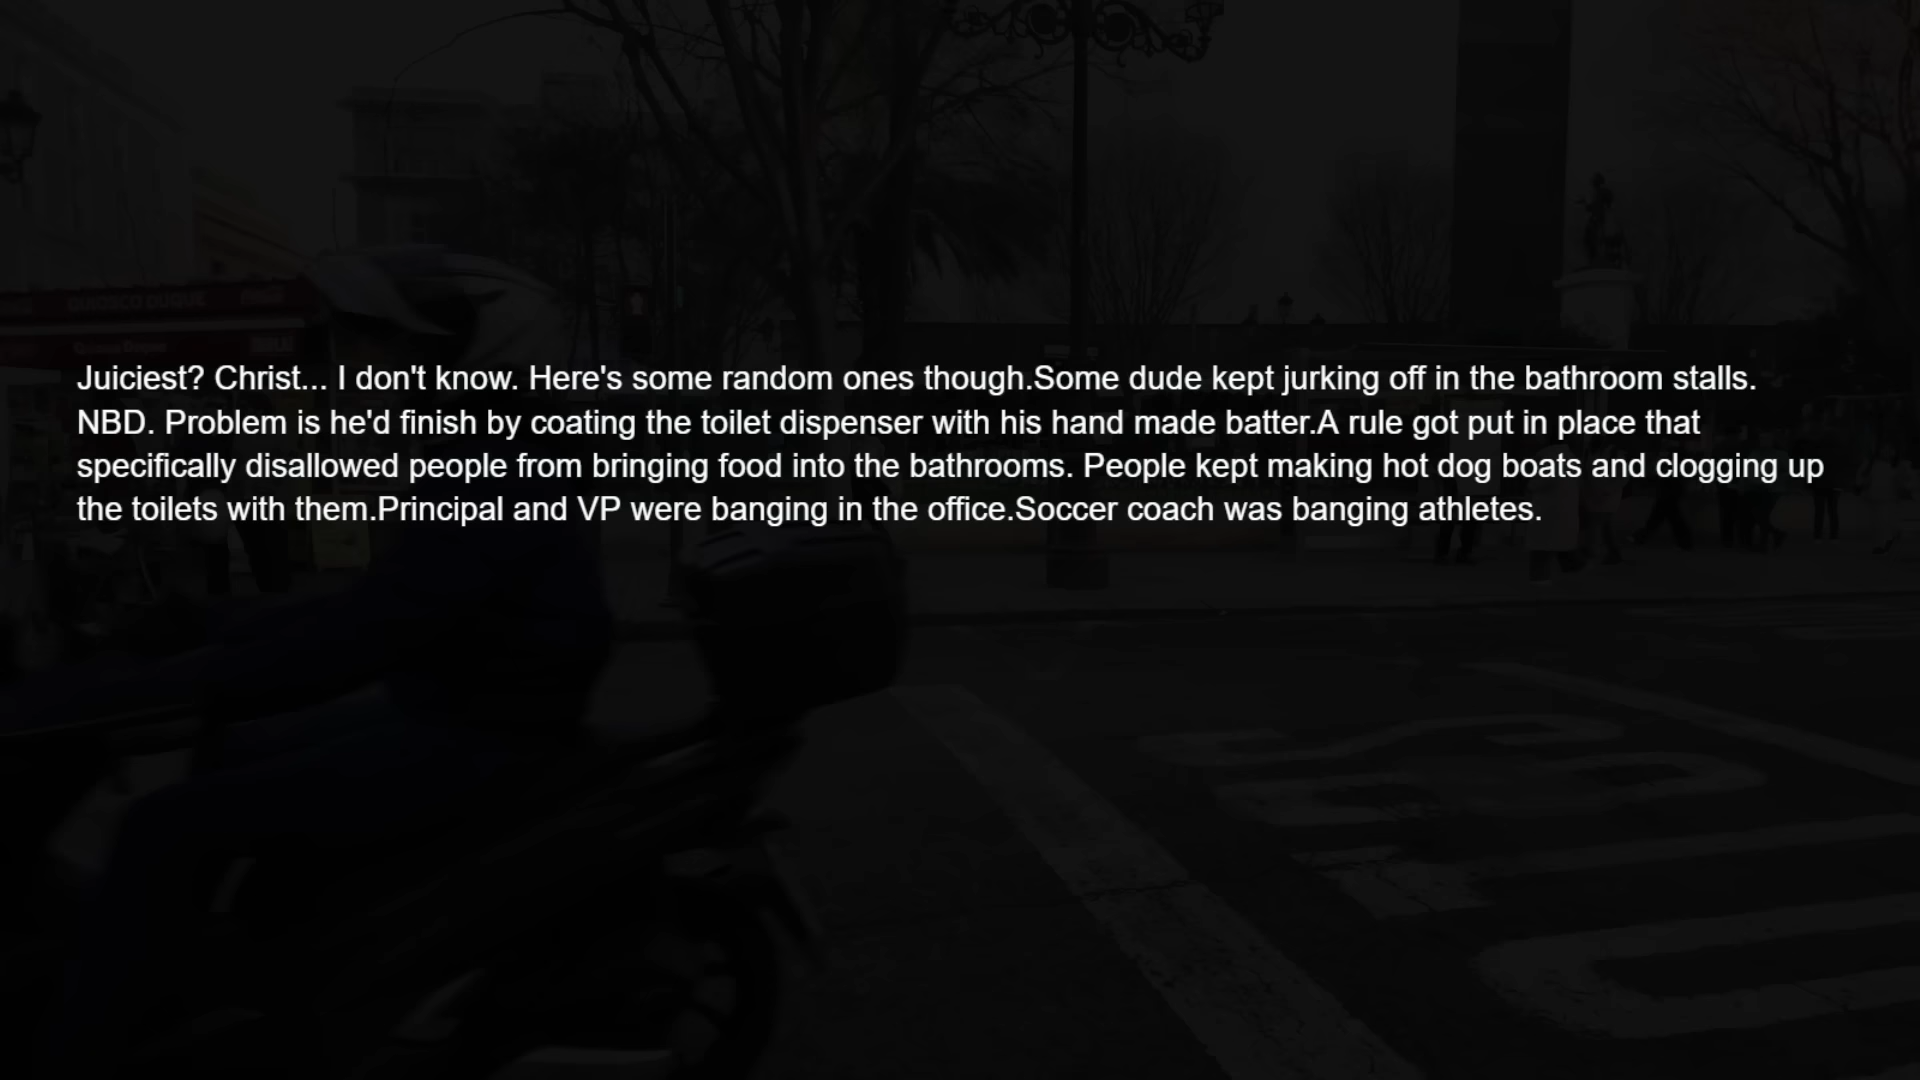 Juiciest? Christ... I don't know. Here's some random ones though.Some dude kept jurking off in the bathroom stalls.
NBD. Problem is he'd finish by coating the toilet dispenser with his hand made batter.A rule got put in place that
specifically disallowed people from bringing food into the bathrooms. People kept making hot dog boats and clogging up
the toilets with them.Principal and VP were banging in the office.Soccer coach was banging athletes.